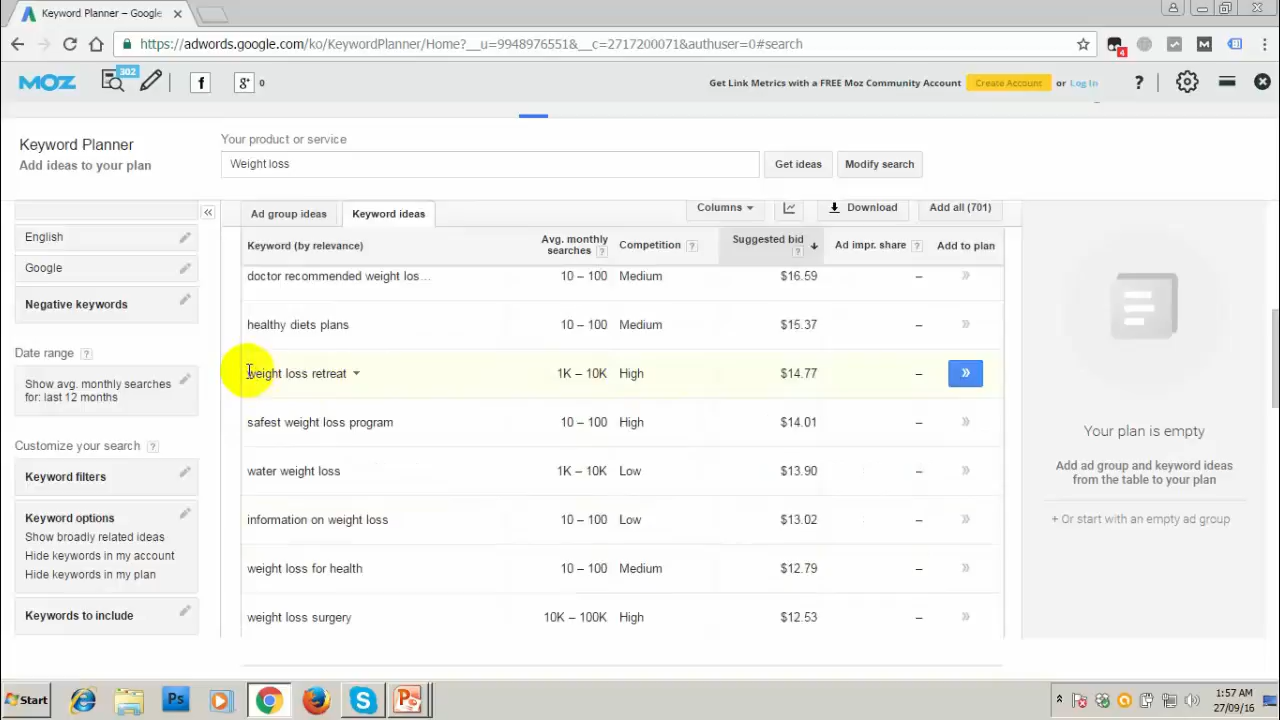 Keyword Planner – Google
https://adwords.google.com/ko/KeywordPlanner/Home?__u=9948976551&__c=2717200071&authuser=0#search
4
M
MOZ
302
f
g+ 0
Get Link Metrics with a FREE Moz Community Account Create Account or Log In
?
Keyword Planner
Add ideas to your plan
Your product or service
Weight loss
Get ideas
Modify search
Ad group ideas
Keyword ideas
Columns
Download
Add all (701)
English
Google
Negative keywords
Date range ?
Show avg. monthly searches
for: last 12 months
Customize your search ?
Keyword filters
Keyword options
Show broadly related ideas
Hide keywords in my account
Hide keywords in my plan
Keywords to include
Keyword (by relevance) Avg. monthly searches ? Competition ? Suggested bid ? Ad impr. share ? Add to plan
doctor recommended weight los… 10 – 100 Medium $16.59 – »
healthy diets plans 10 – 100 Medium $15.37 – »
weight loss retreat 1K – 10K High $14.77 – »
safest weight loss program 10 – 100 High $14.01 – »
water weight loss 1K – 10K Low $13.90 – »
information on weight loss 10 – 100 Low $13.02 – »
weight loss for health 10 – 100 Medium $12.79 – »
weight loss surgery 10K – 100K High $12.53 – »
Your plan is empty
Add ad group and keyword ideas
from the table to your plan
+ Or start with an empty ad group
Start
Ps
1:57 AM
27/09/16